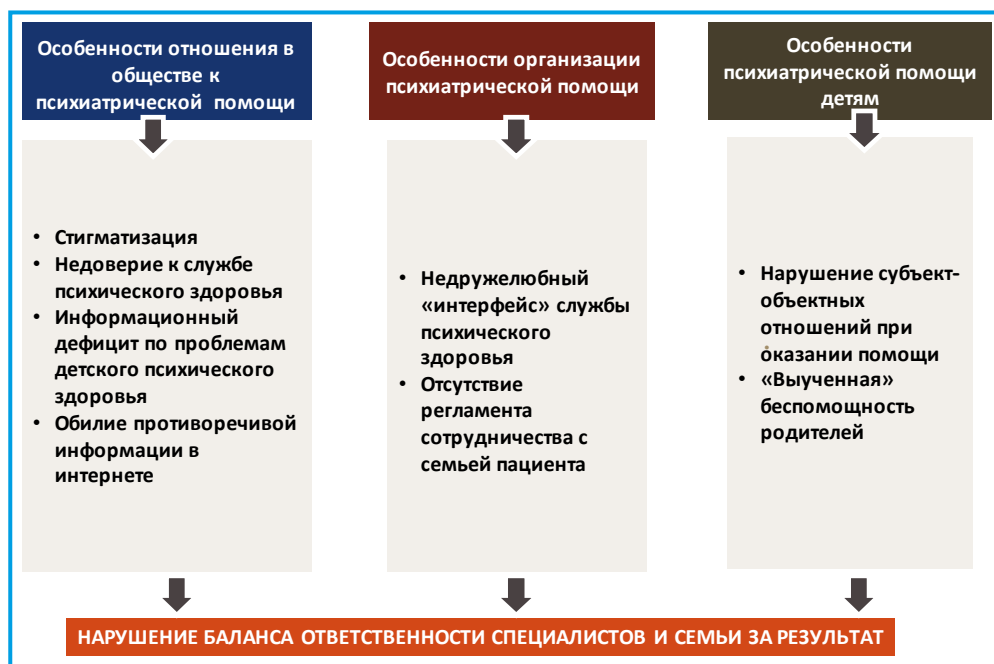 Особенности отношения в
обществе к
психиатрической помощи
• Стигматизация
• Недоверие к службе
психического здоровья
• Информационный
дефицит по проблемам
детского психического
здоровья
• Обилие противоречивой
информации в
интернете
Особенности организации
психиатрической помощи
• Недружелюбный
«интерфейс» службы
психического
здоровья
• Отсутствие
регламента
сотрудничества с
семьей пациента
Особенности
психиатрической помощи
детям
• Нарушение субъект-
объектных
отношений при
оказании помощи
• «Выученная»
беспомощность
родителей
НАРУШЕНИЕ БАЛАНСА ОТВЕТСТВЕННОСТИ СПЕЦИАЛИСТОВ И СЕМЬИ ЗА РЕЗУЛЬТАТ